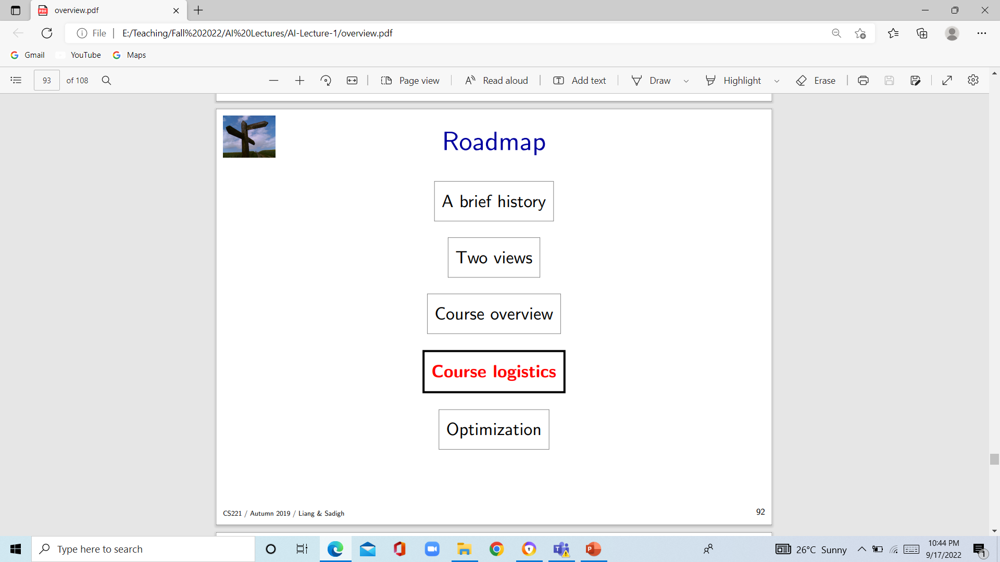 overview.pdf
File
E:/Teaching/Fall%202022/AI%20Lectures/AI-Lecture-1/overview.pdf
Gmail
YouTube
Maps
93 of 108
Page view
Read aloud
Add text
Draw
Highlight
Erase
Roadmap
A brief history
Two views
Course overview
Course logistics
Optimization
CS221 / Autumn 2019 / Liang & Sadigh
92
Type here to search
26°C Sunny
10:44 PM
9/17/2022
1